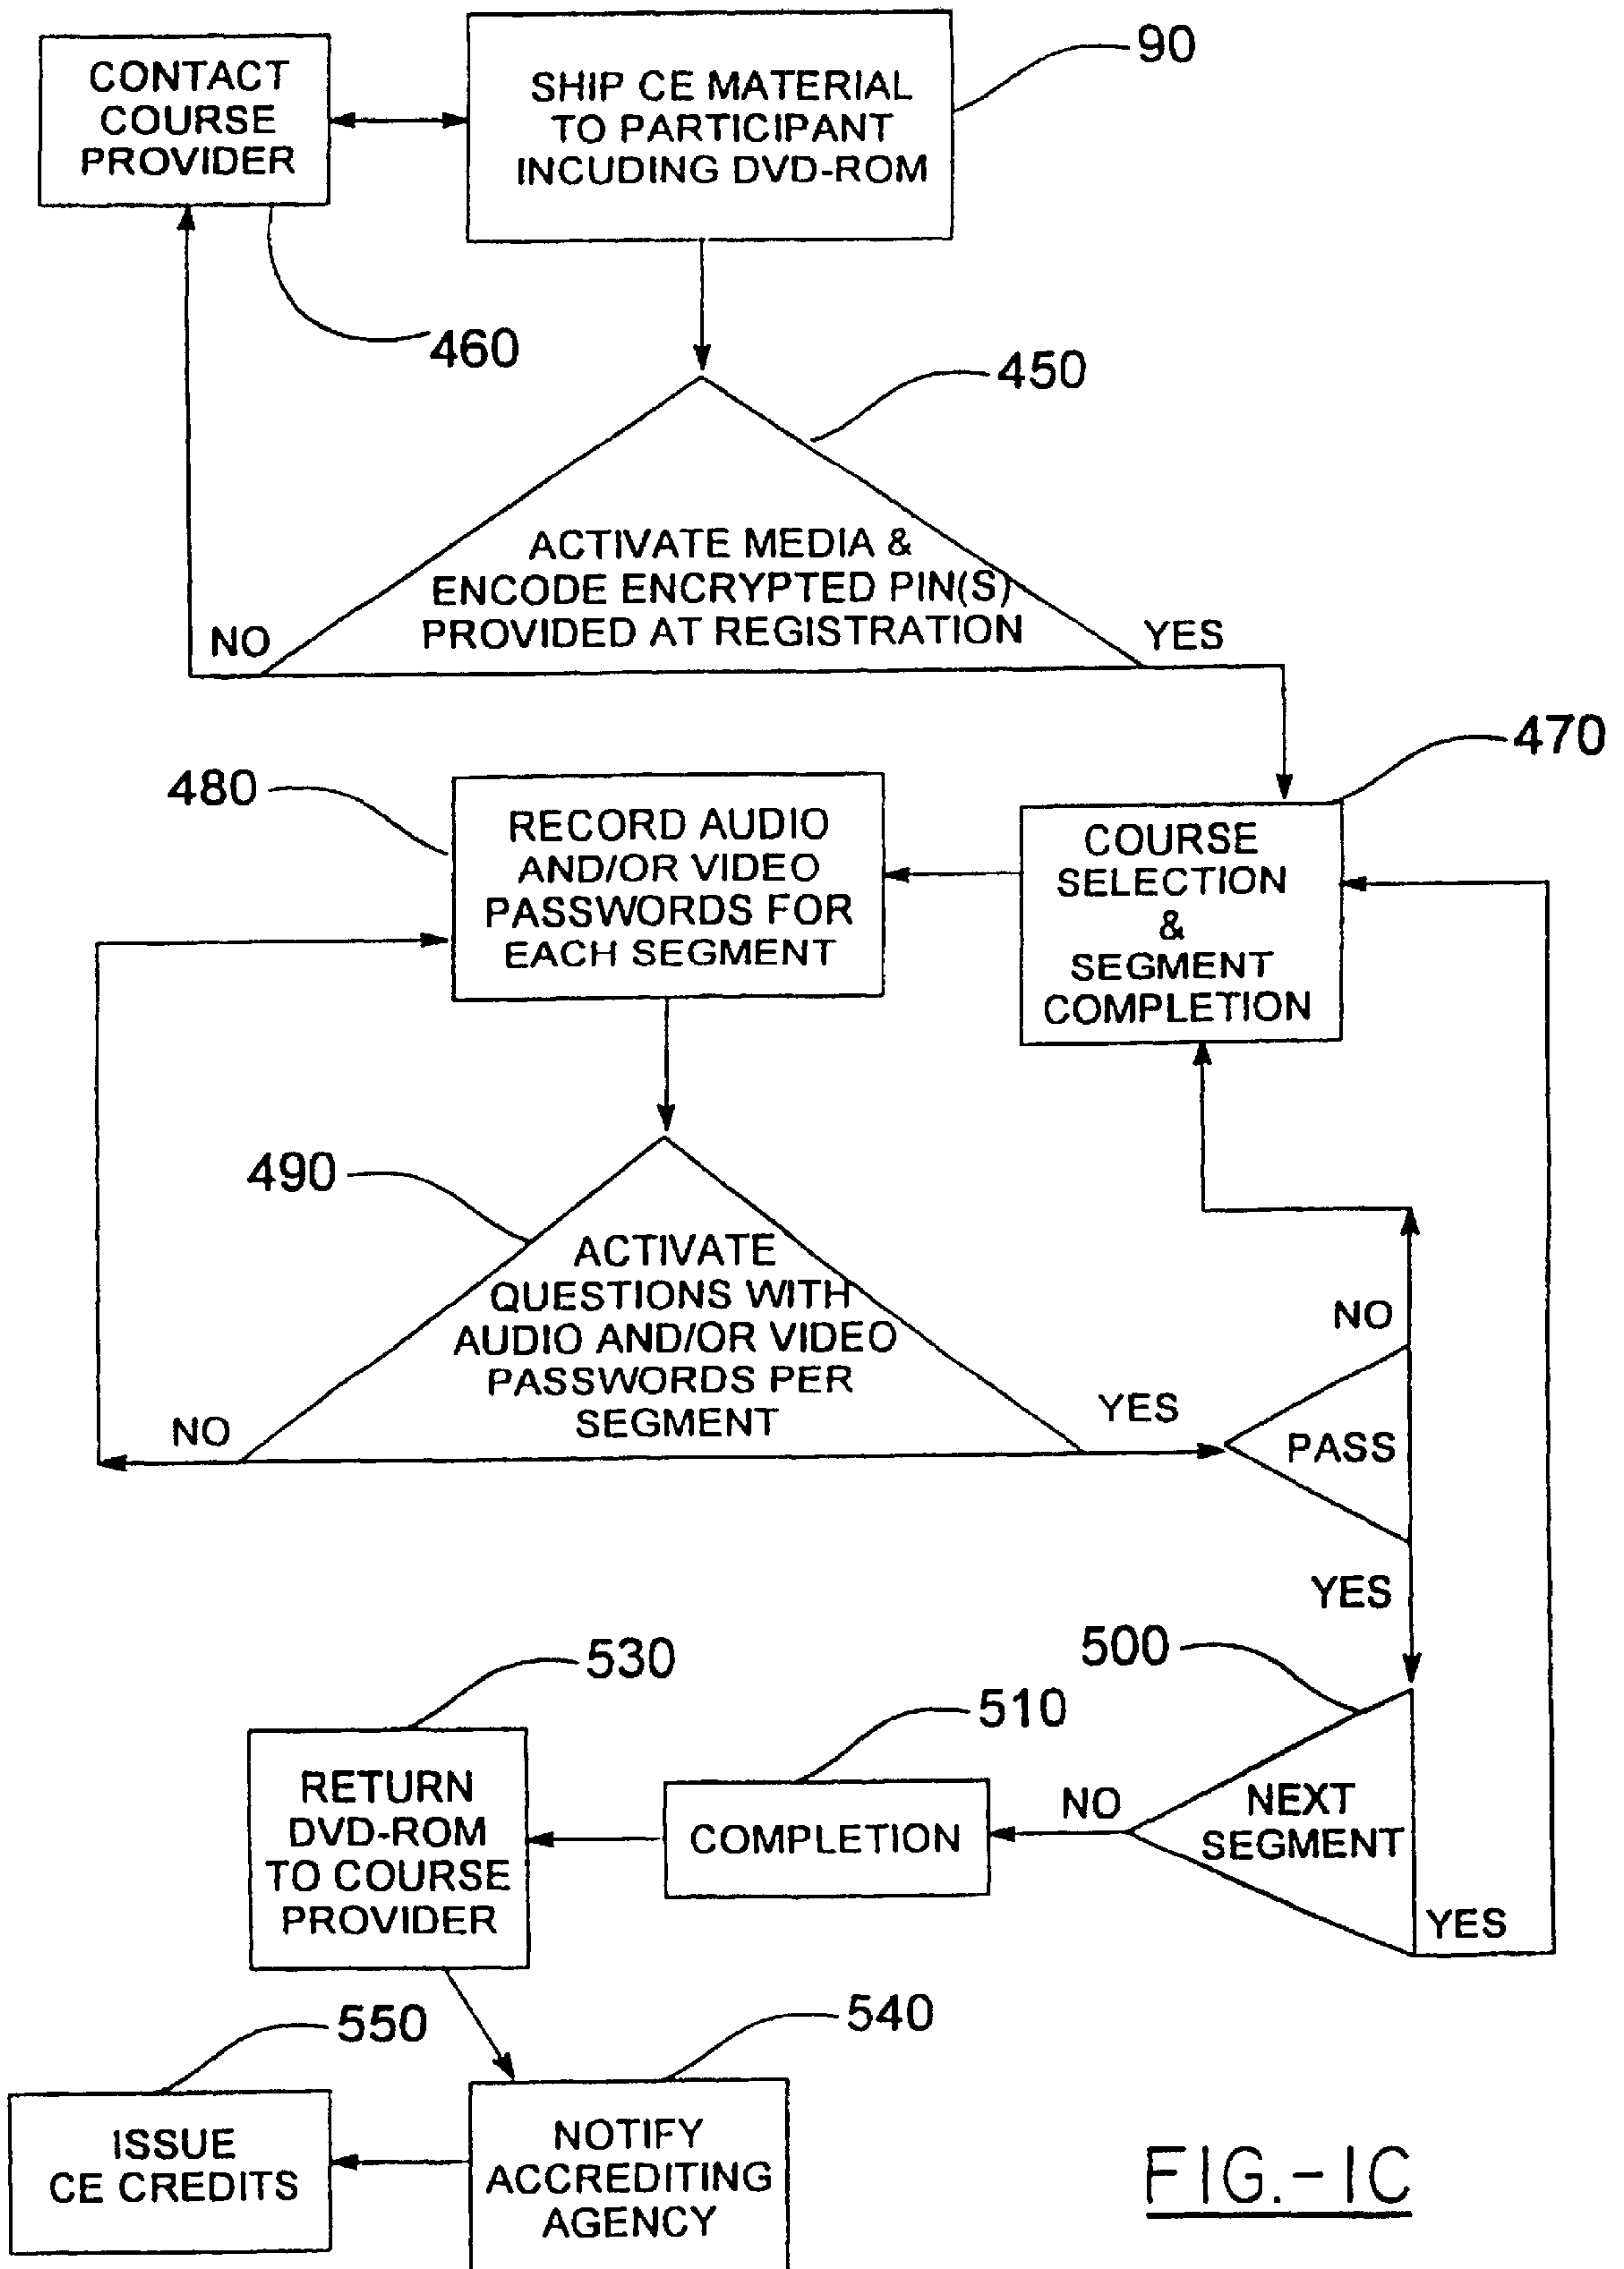 CONTACT
COURSE
PROVIDER
SHIP CE MATERIAL
TO PARTICIPANT
INCUDING DVD-ROM
90
460
450
ACTIVATE MEDIA &
ENCODE ENCRYPTED PIN(S)
PROVIDED AT REGISTRATION
NO
YES
470
480
RECORD AUDIO
AND/OR VIDEO
PASSWORDS FOR
EACH SEGMENT
COURSE
SELECTION
&
SEGMENT
COMPLETION
490
ACTIVATE
QUESTIONS WITH
AUDIO AND/OR VIDEO
PASSWORDS PER
SEGMENT
NO
YES
NO
PASS
YES
500
530
510
RETURN
DVD-ROM
TO COURSE
PROVIDER
COMPLETION
NO
NEXT
SEGMENT
YES
550
540
ISSUE
CE CREDITS
NOTIFY
ACCREDITING
AGENCY
FIG.-1C